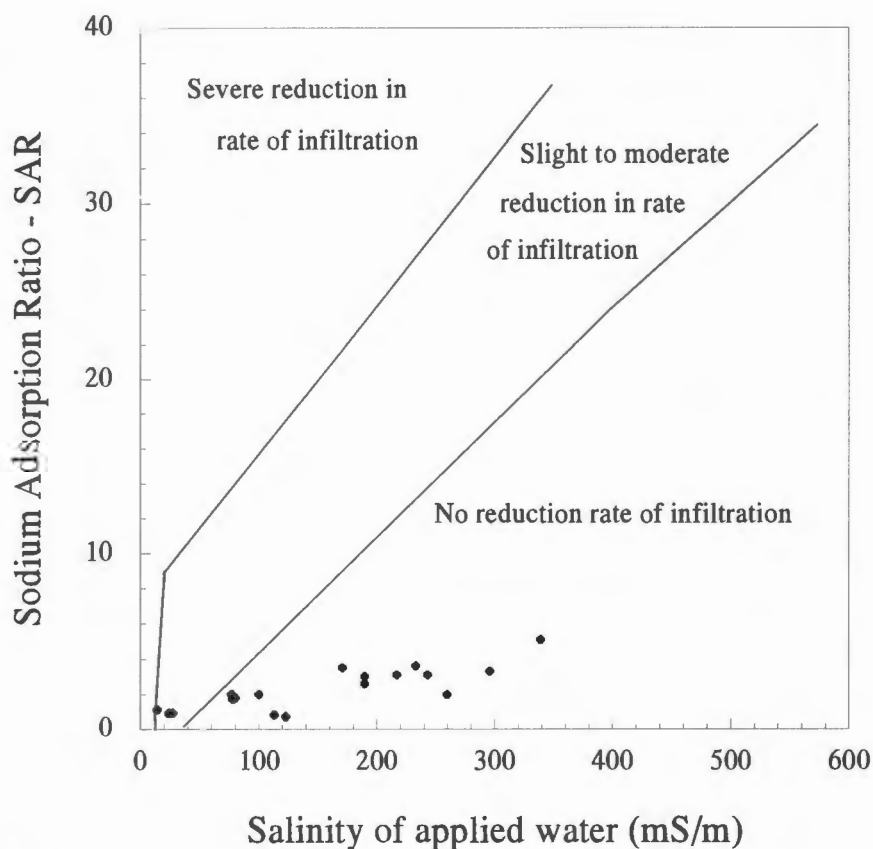 40
30
20
10
0
Sodium Adsorption Ratio - SAR
Severe reduction in
rate of infiltration
Slight to moderate
reduction in rate
of infiltration
No reduction rate of infiltration
0 100 200 300 400 500 600
Salinity of applied water (mS/m)